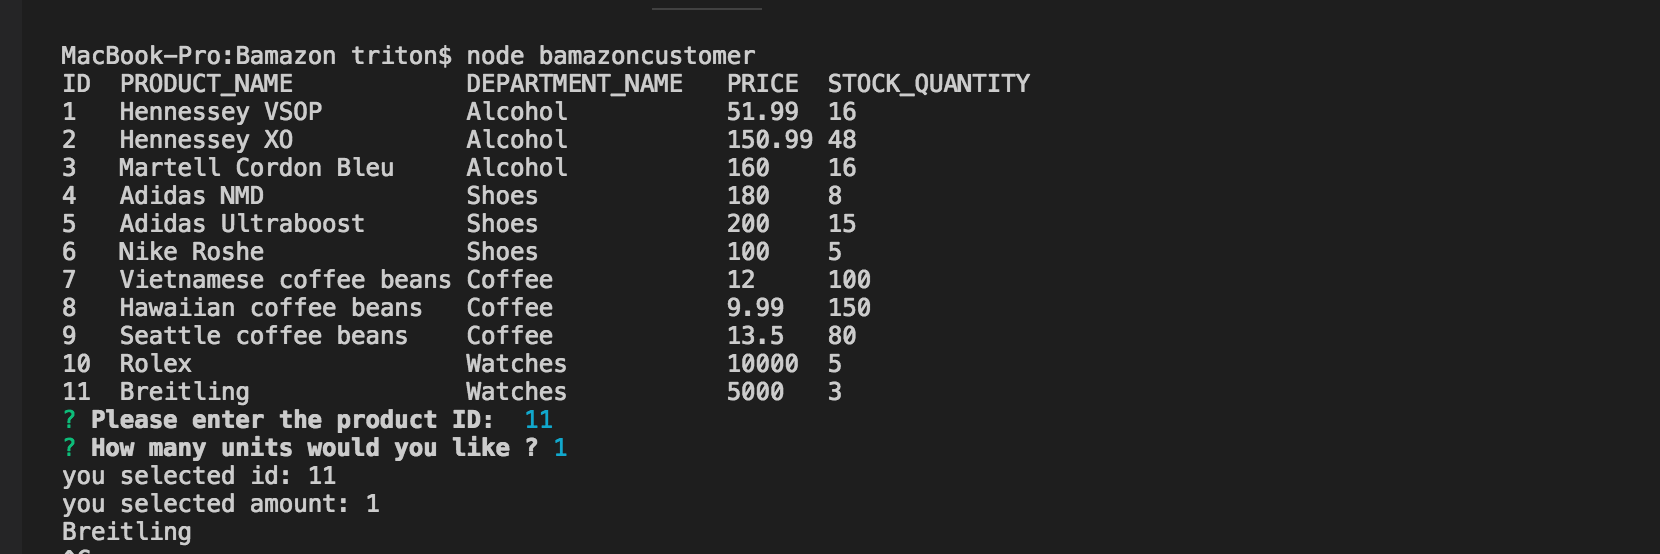 MacBook-Pro:Bamazon triton$ node bamazoncustomer
ID  PRODUCT_NAME            DEPARTMENT_NAME   PRICE  STOCK_QUANTITY
1   Hennessey VSOP          Alcohol           51.99  16
2   Hennessey XO            Alcohol           150.99 48
3   Martell Cordon Bleu     Alcohol           160    16
4   Adidas NMD              Shoes             180    8
5   Adidas Ultraboost       Shoes             200    15
6   Nike Roshe              Shoes             100    5
7   Vietnamese coffee beans Coffee            12     100
8   Hawaiian coffee beans   Coffee            9.99   150
9   Seattle coffee beans    Coffee            13.5   80
10  Rolex                   Watches           10000  5
11  Breitling               Watches           5000   3
? Please enter the product ID:  11
? How many units would you like ? 1
you selected id: 11
you selected amount: 1
Breitling